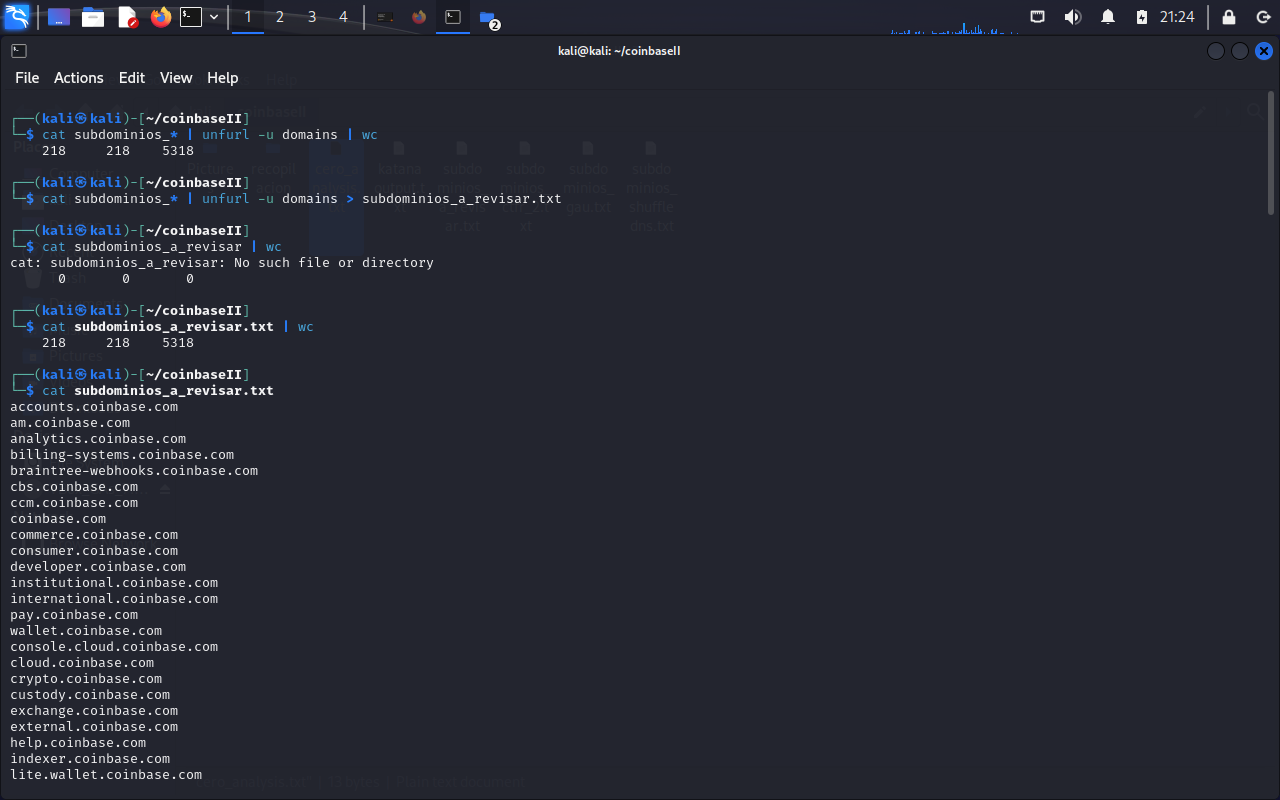 1 2 3 4 2 21:24
kali@kali: ~/coinbaseII
File Actions Edit View Help
┌──(kali㉿kali)-[~/coinbaseII]
└─$ cat subdominios_* | unfurl -u domains | wc
218 218 5318
┌──(kali㉿kali)-[~/coinbaseII]
└─$ cat subdominios_* | unfurl -u domains > subdominios_a_revisar.txt
┌──(kali㉿kali)-[~/coinbaseII]
└─$ cat subdominios_a_revisar | wc
cat: subdominios_a_revisar: No such file or directory
0 0 0
┌──(kali㉿kali)-[~/coinbaseII]
└─$ cat subdominios_a_revisar.txt | wc
218 218 5318
┌──(kali㉿kali)-[~/coinbaseII]
└─$ cat subdominios_a_revisar.txt
accounts.coinbase.com
am.coinbase.com
analytics.coinbase.com
billing-systems.coinbase.com
braintree-webhooks.coinbase.com
cbs.coinbase.com
ccm.coinbase.com
coinbase.com
commerce.coinbase.com
consumer.coinbase.com
developer.coinbase.com
institutional.coinbase.com
international.coinbase.com
pay.coinbase.com
wallet.coinbase.com
console.cloud.coinbase.com
cloud.coinbase.com
crypto.coinbase.com
custody.coinbase.com
exchange.coinbase.com
external.coinbase.com
help.coinbase.com
indexer.coinbase.com
lite.wallet.coinbase.com